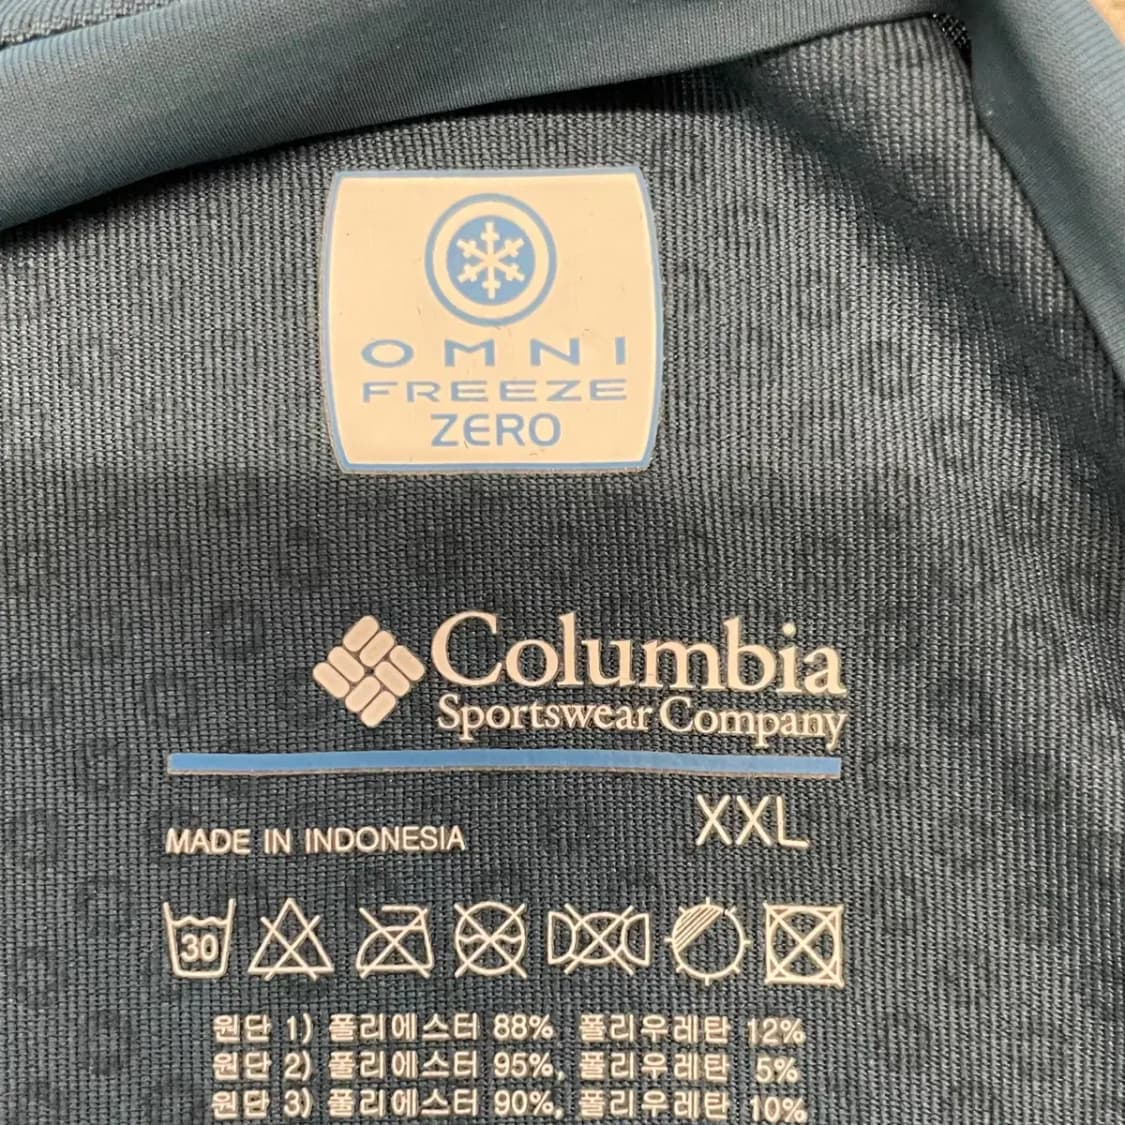 OMNI
FREEZE
ZERO
Columbia
Sportswear Company
XXL
MADE IN INDONESIA
30
원단 1) 폴리에스터 88%, 폴리우레탄 12%
원단 2) 폴리에스터 95%, 폴리우레탄 5%
원단 3) 폴리에스터 90%, 폴리우레탄 10%